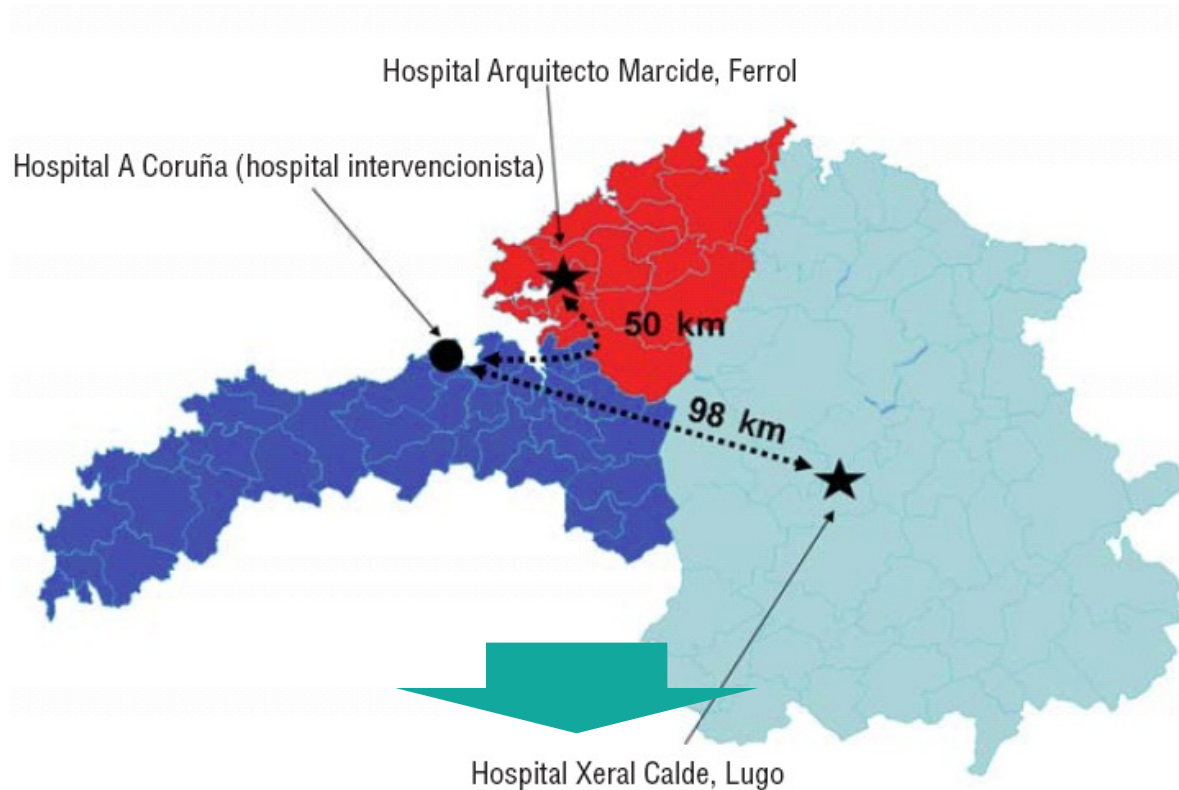 Hospital Arquitecto Marcide, Ferrol
Hospital A Coruña (hospital intervencionista)
50 km
98 km
Hospital Xeral Calde, Lugo